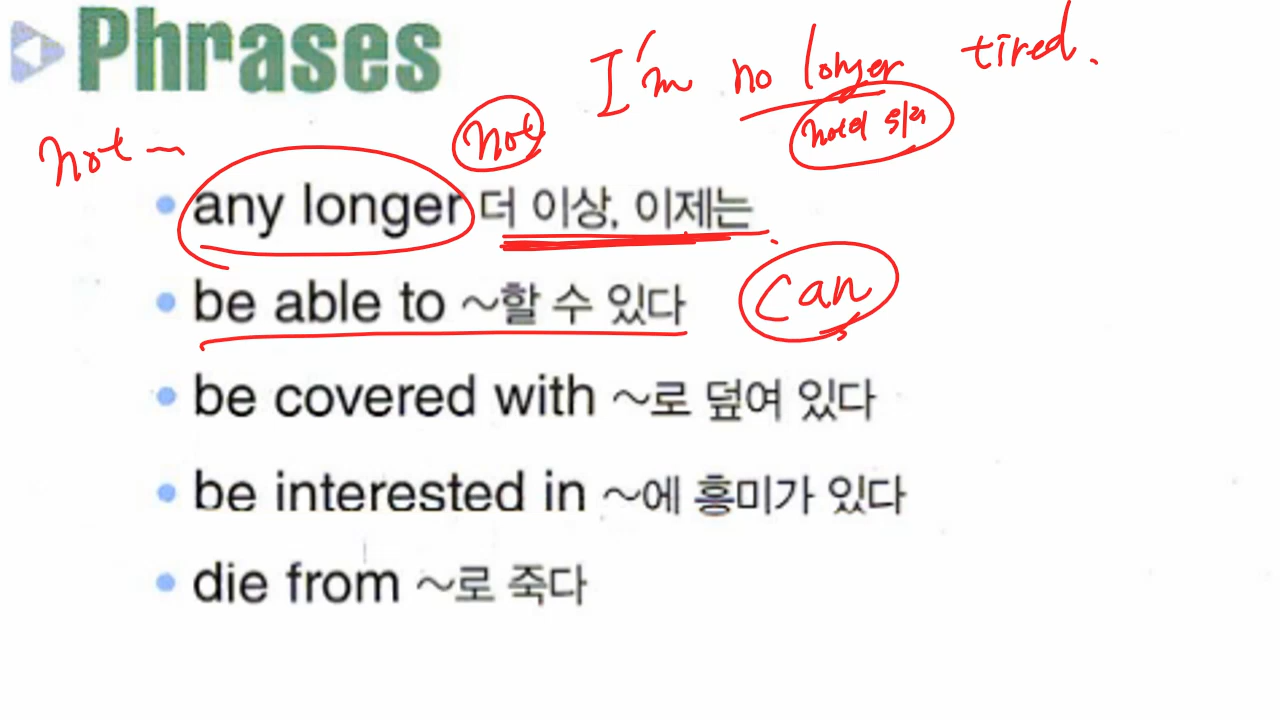 Phrases
I'm no longer tired.
not ~
not
any longer 더 이상, 이제는
be able to ~할 수 있다
can
be covered with ~로 덮여 있다
be interested in ~에 흥미가 있다
die from ~로 죽다